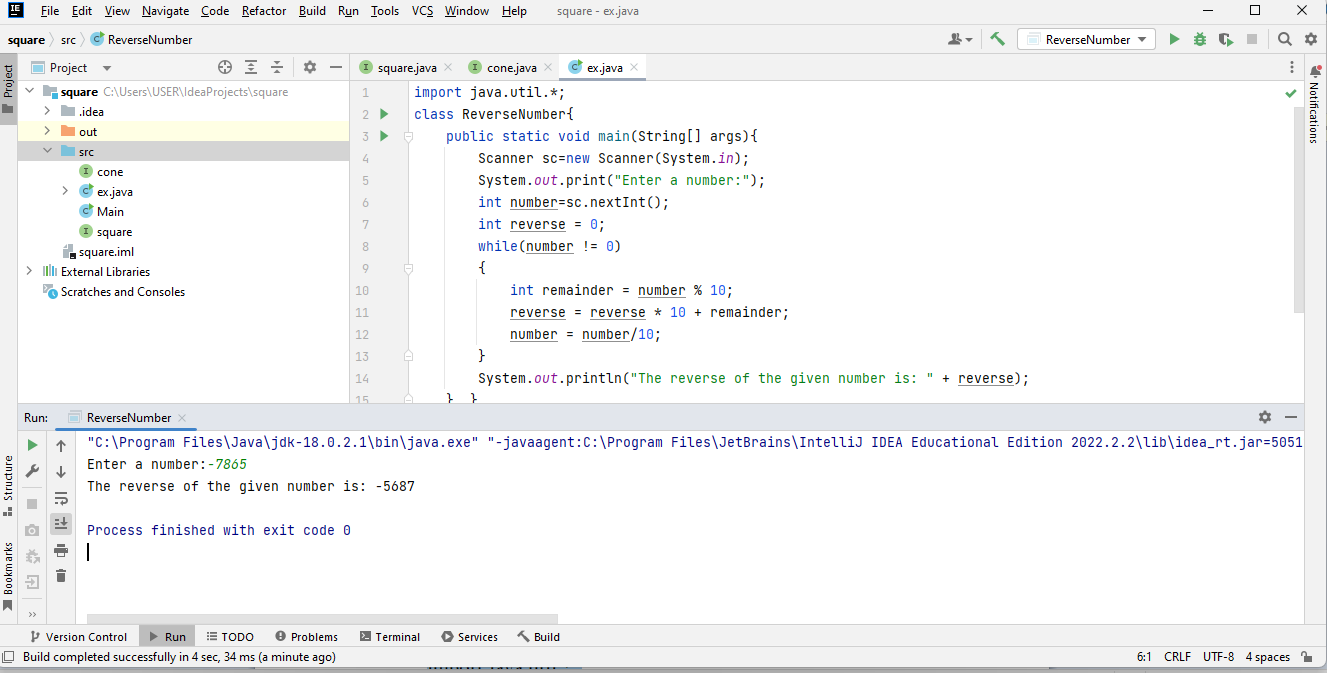 File Edit View Navigate Code Refactor Build Run Tools VCS Window Help square - ex.java
square src ReverseNumber ReverseNumber
Project square.java cone.java ex.java
Project
Notifications
square C:\Users\USER\IdeaProjects\square
.idea
out
src
cone
ex.java
Main
square
square.iml
External Libraries
Scratches and Consoles
1 import java.util.*;
2 class ReverseNumber{
3 public static void main(String[] args){
4 Scanner sc=new Scanner(System.in);
5 System.out.print("Enter a number:");
6 int number=sc.nextInt();
7 int reverse = 0;
8 while(number != 0)
9 {
10 int remainder = number % 10;
11 reverse = reverse * 10 + remainder;
12 number = number/10;
13 }
14 System.out.println("The reverse of the given number is: " + reverse);
15 } }
Run: ReverseNumber
"C:\Program Files\Java\jdk-18.0.2.1\bin\java.exe" "-javaagent:C:\Program Files\JetBrains\IntelliJ IDEA Educational Edition 2022.2.2\lib\idea_rt.jar=5051
Enter a number:-7865
The reverse of the given number is: -5687
Process finished with exit code 0
Structure
Bookmarks
Version Control Run TODO Problems Terminal Services Build
Build completed successfully in 4 sec, 34 ms (a minute ago) 6:1 CRLF UTF-8 4 spaces